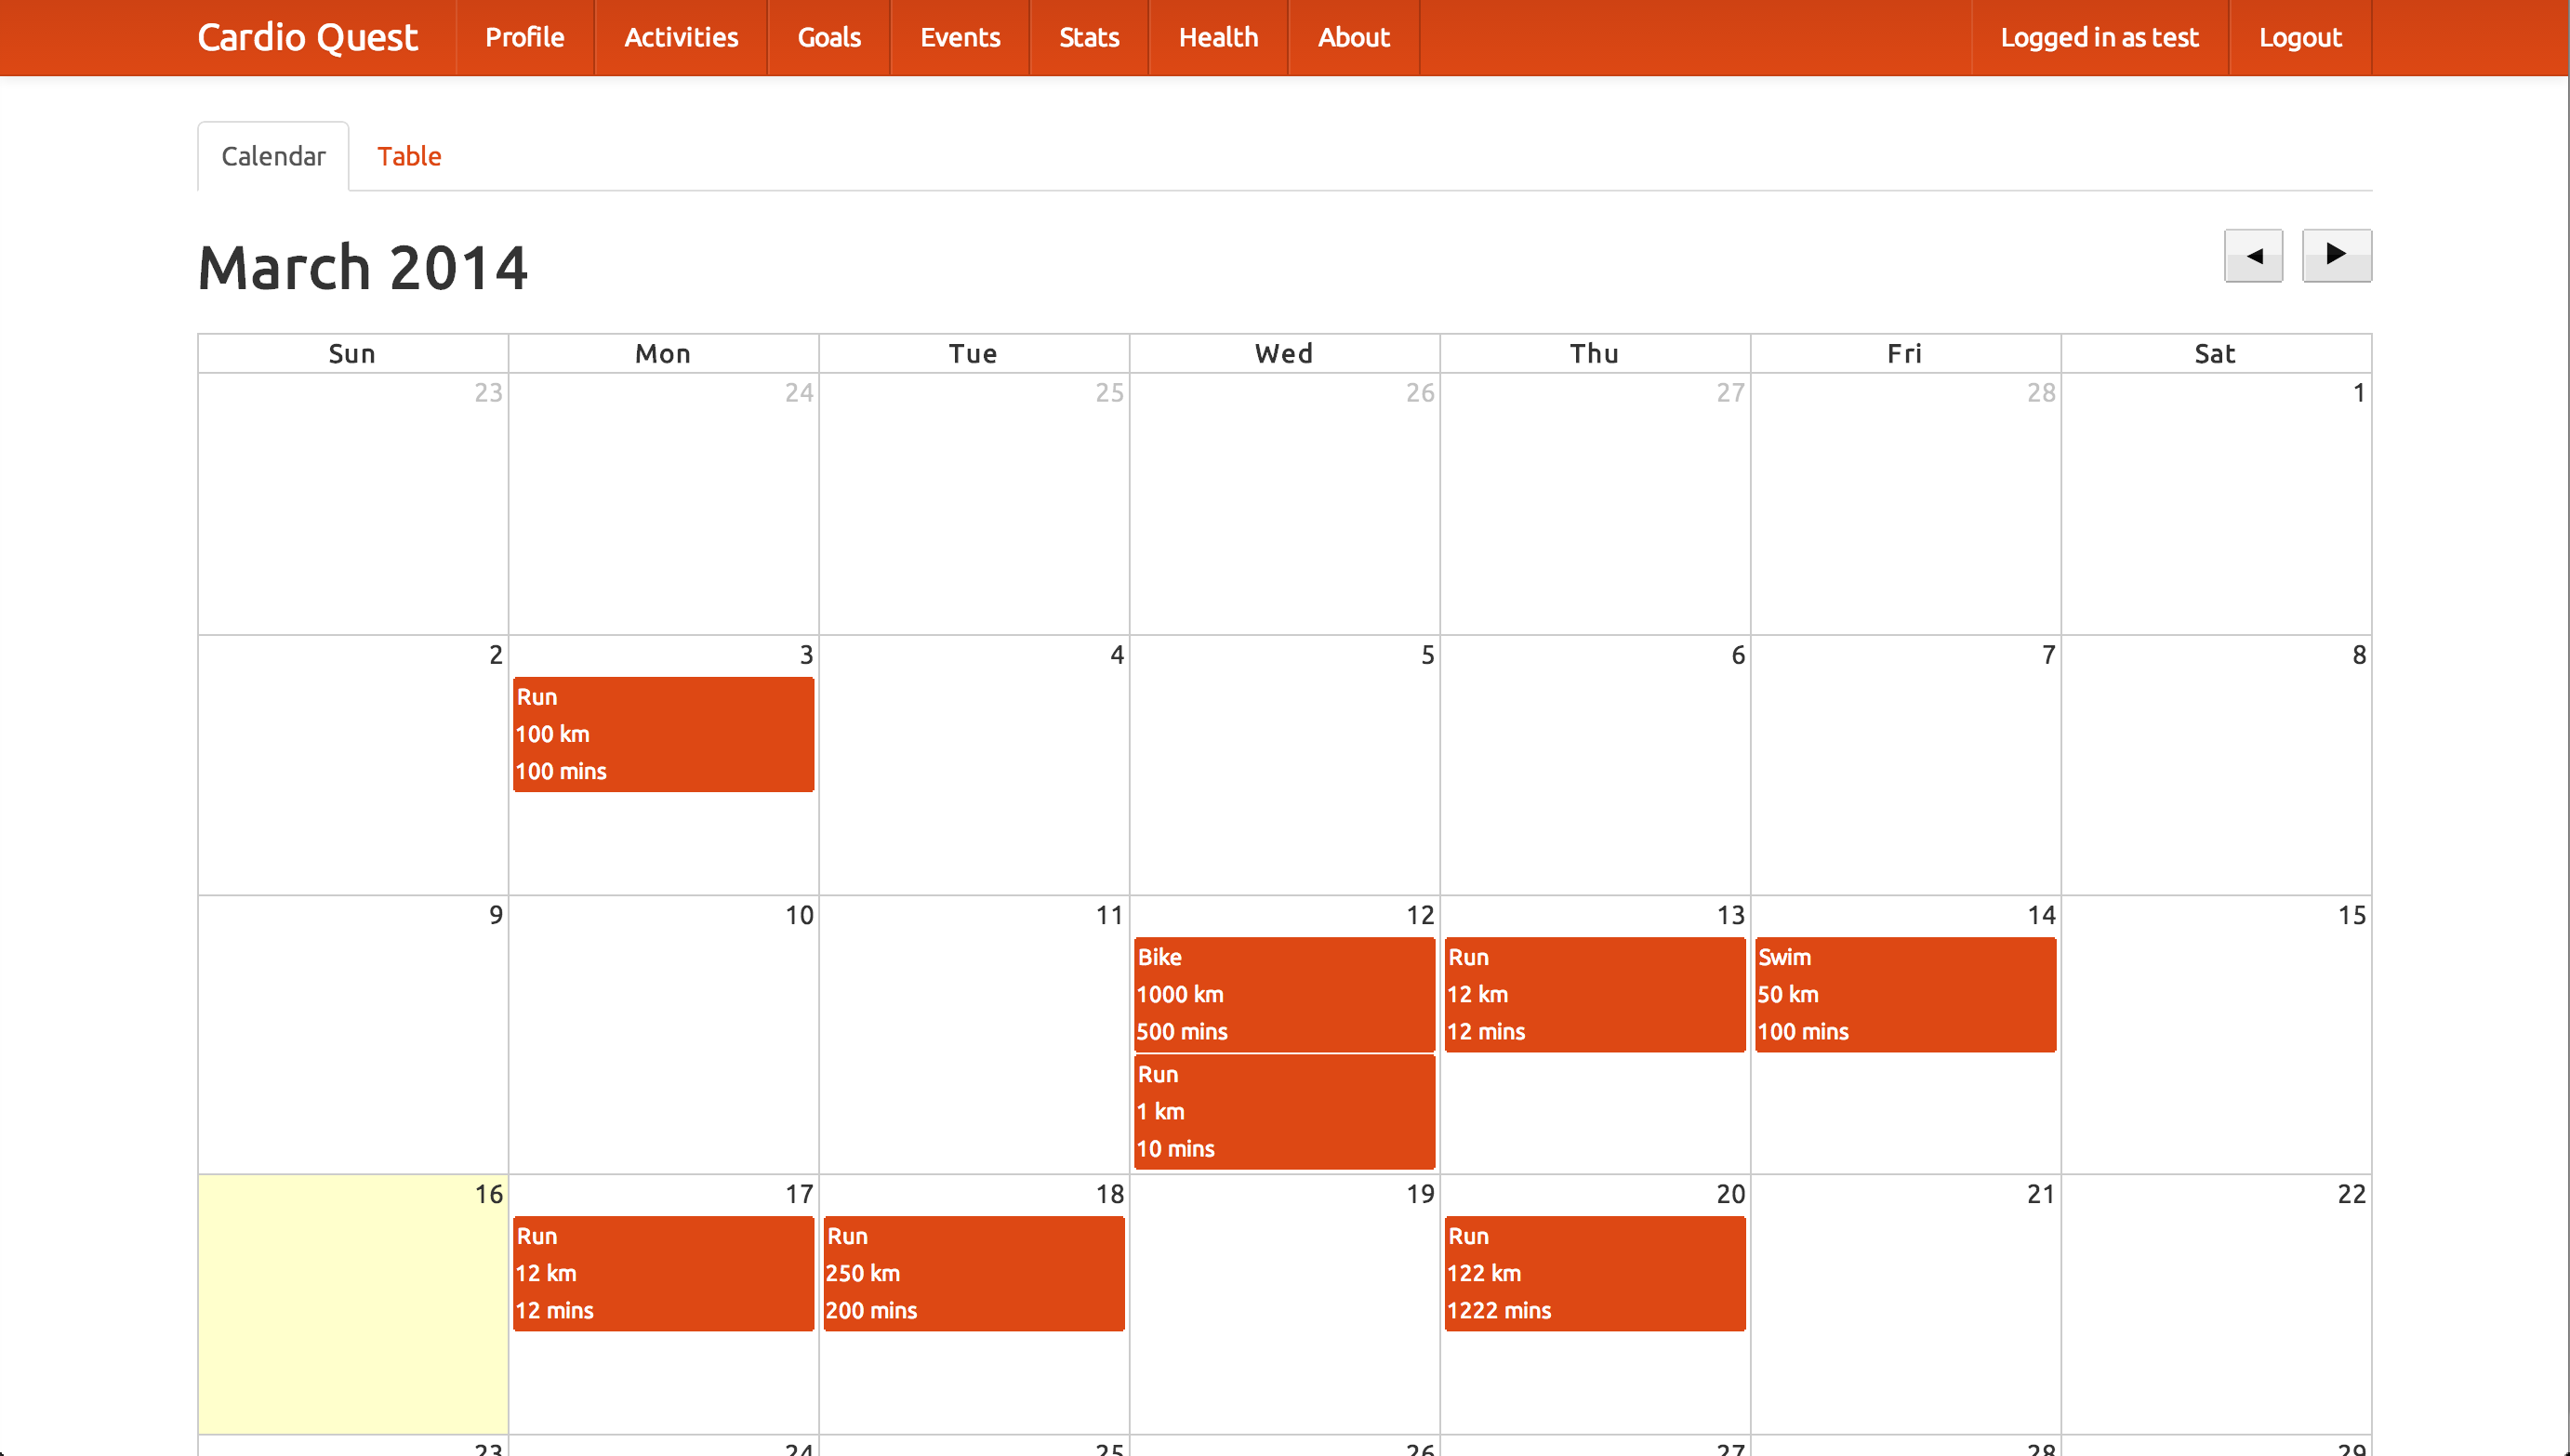 Cardio Quest Profile Activities Goals Events Stats Health About Logged in as test Logout
Calendar Table
March 2014
Sun Mon Tue Wed Thu Fri Sat
23 24 25 26 27 28 1
2 3 4 5 6 7 8
Run
100 km
100 mins
9 10 11 12 13 14 15
Bike Run Swim
1000 km 12 km 50 km
500 mins 12 mins 100 mins
Run
1 km
10 mins
16 17 18 19 20 21 22
Run Run Run
12 km 250 km 122 km
12 mins 200 mins 1222 mins
23 24 25 26 27 28 29